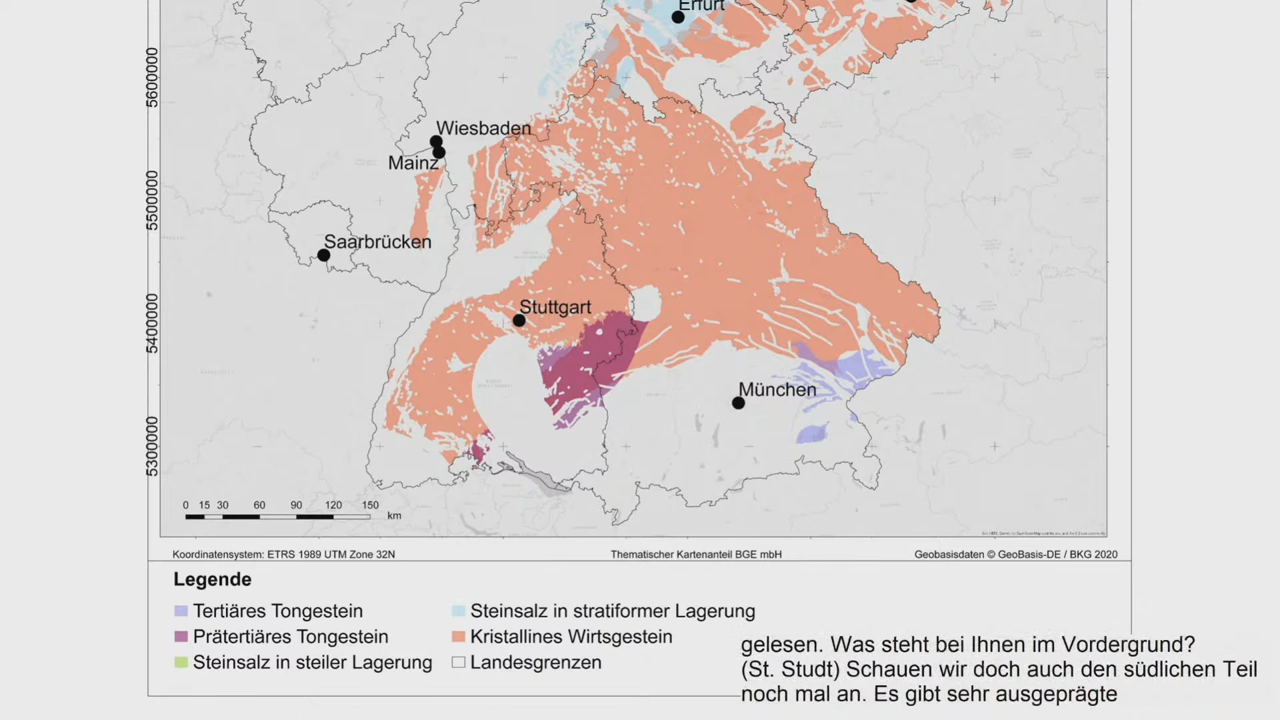 Erfurt
5600000
Wiesbaden
Mainz
5500000
Saarbrücken
Stuttgart
5400000
München
5300000
0 15 30 60 90 120 150
km
Koordinatensystem: ETRS 1989 UTM Zone 32N
Thematischer Kartenanteil BGE mbH
Geobasisdaten © GeoBasis-DE / BKG 2020
Legende
Tertiäres Tongestein
Prätertiäres Tongestein
Steinsalz in steiler Lagerung
Steinsalz in stratiformer Lagerung
Kristallines Wirtsgestein
Landesgrenzen
gelesen. Was steht bei Ihnen im Vordergrund?
(St. Studt) Schauen wir doch auch den südlichen Teil
noch mal an. Es gibt sehr ausgeprägte